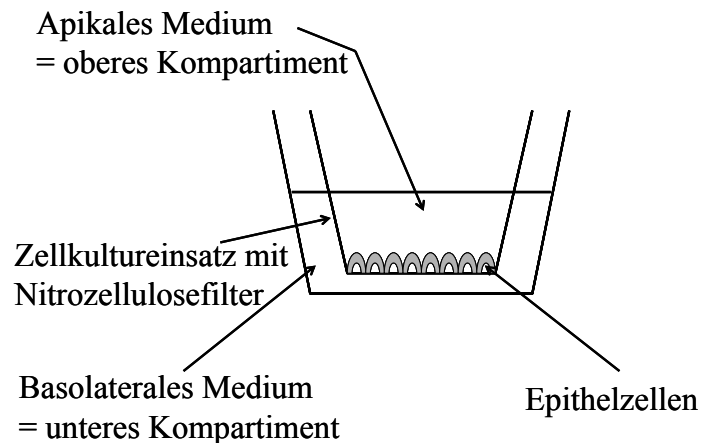 Apikales Medium
= oberes Kompartiment
Zellkultureinsatz mit
Nitrozellulosefilter
Basolaterales Medium
= unteres Kompartiment
Epithelzellen